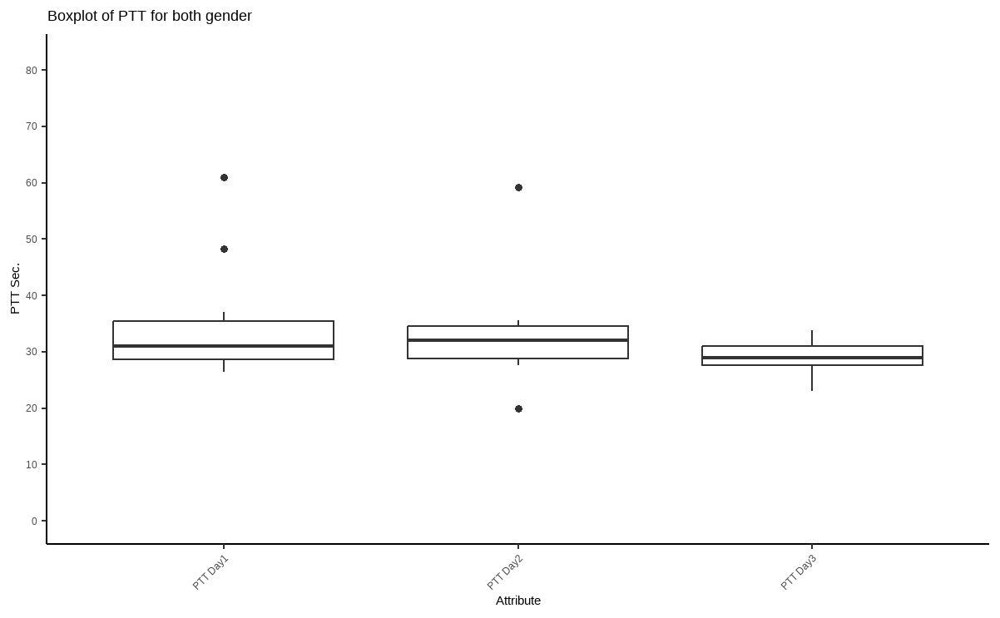 Boxplot of PTT for both gender
80
70
60
50
40
30
20
10
0
PTT Sec.
PTT Day1
PTT Day2
PTT Day3
Attribute